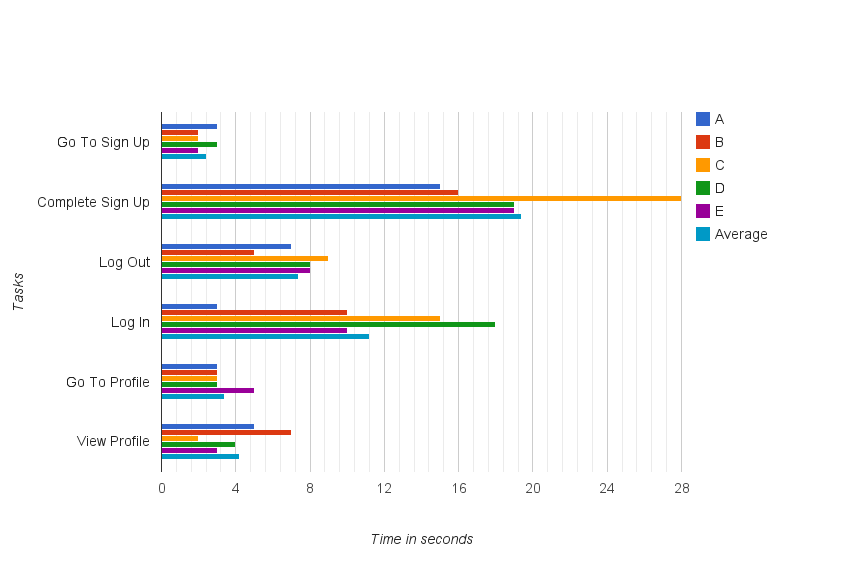 A
B
C
D
E
Average
Go To Sign Up
Complete Sign Up
Log Out
Log In
Go To Profile
View Profile
Tasks
0 4 8 12 16 20 24 28
Time in seconds